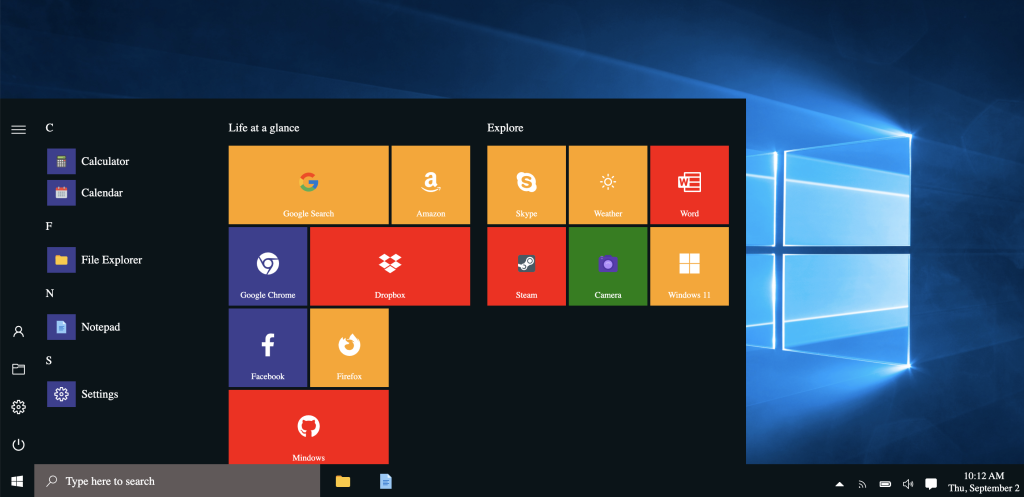 C
Calculator
Calendar
F
File Explorer
N
Notepad
S
Settings
Life at a glance
Google Search
Amazon
Google Chrome
Dropbox
Facebook
Firefox
Mindows
Explore
Skype
Weather
Word
Steam
Camera
Windows 11
Type here to search
10:12 AM
Thu, September 2